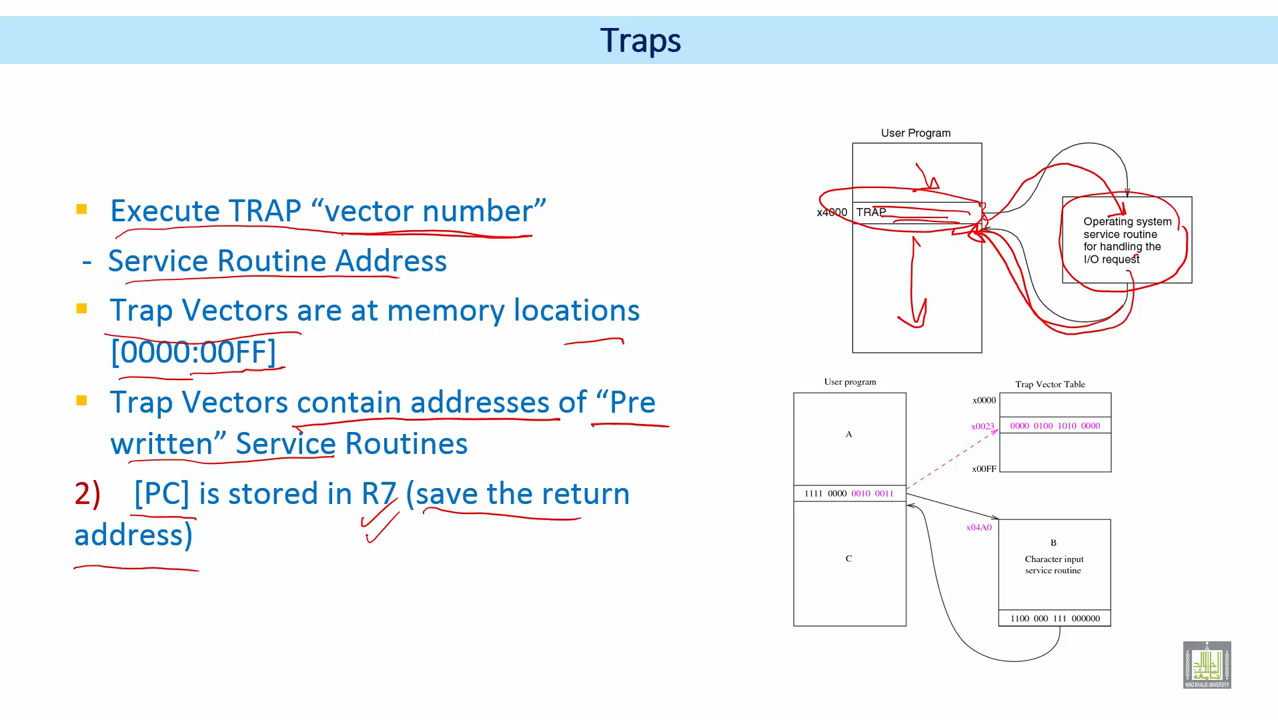 Traps
Execute TRAP “vector number”
- Service Routine Address
Trap Vectors are at memory locations
[0000:00FF]
Trap Vectors contain addresses of “Pre
written” Service Routines
2) [PC] is stored in R7 (save the return
address)
User Program
x4000 TRAP
Operating system
service routine
for handling the
I/O request
User program
A
1111 0000 0010 0011
C
Trap Vector Table
x0000
x0023 0000 0100 1010 0000
x00FF
x04A0
B
Character input
service routine
1100 000 111 000000
KING KHALID UNIVERSITY